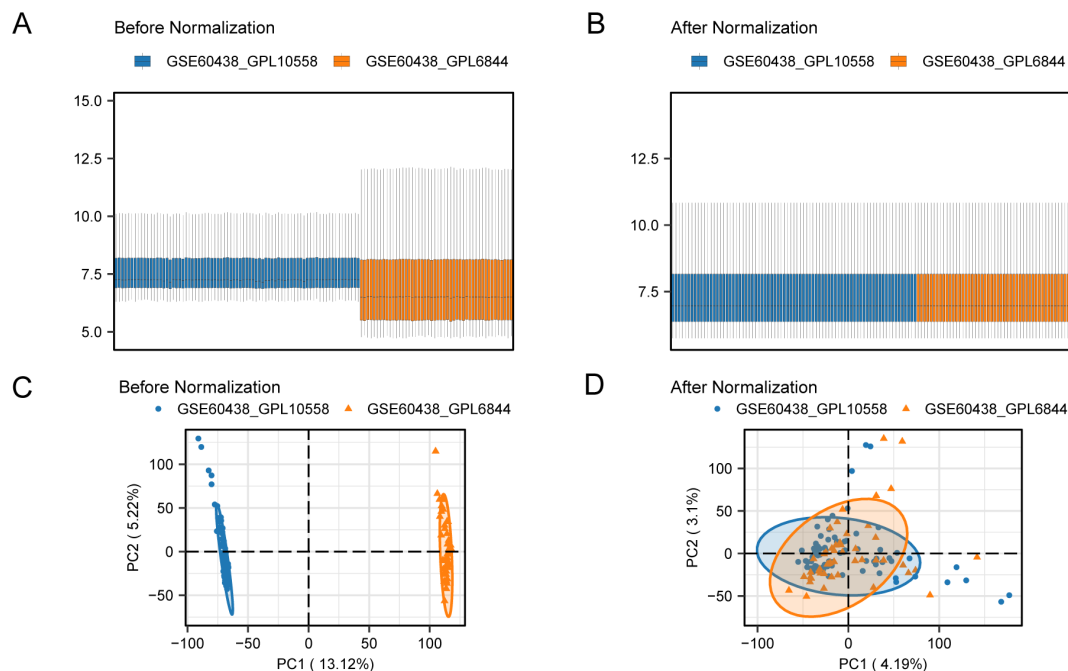 A
Before Normalization
GSE60438_GPL10558
GSE60438_GPL6844
15.0
12.5
10.0
7.5
5.0
B
After Normalization
GSE60438_GPL10558
GSE60438_GPL6844
12.5
10.0
7.5
C
Before Normalization
GSE60438_GPL10558
GSE60438_GPL6844
PC2 ( 5.22%)
100
50
0
−50
−100
−50
0
50
100
PC1 ( 13.12%)
D
After Normalization
GSE60438_GPL10558
GSE60438_GPL6844
PC2 ( 3.1%)
100
50
0
−50
−100
0
100
PC1 ( 4.19%)